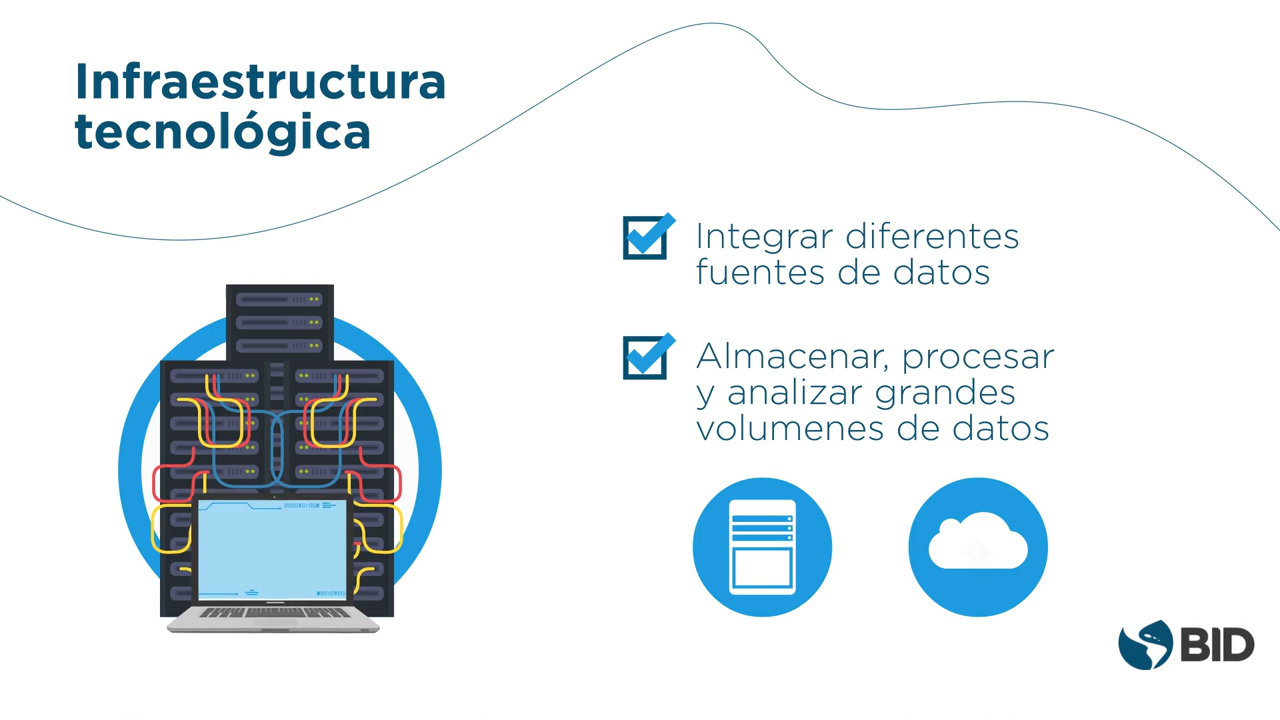 Infraestructura
tecnológica
Integrar diferentes
fuentes de datos
Almacenar, procesar
y analizar grandes
volumenes de datos
BID